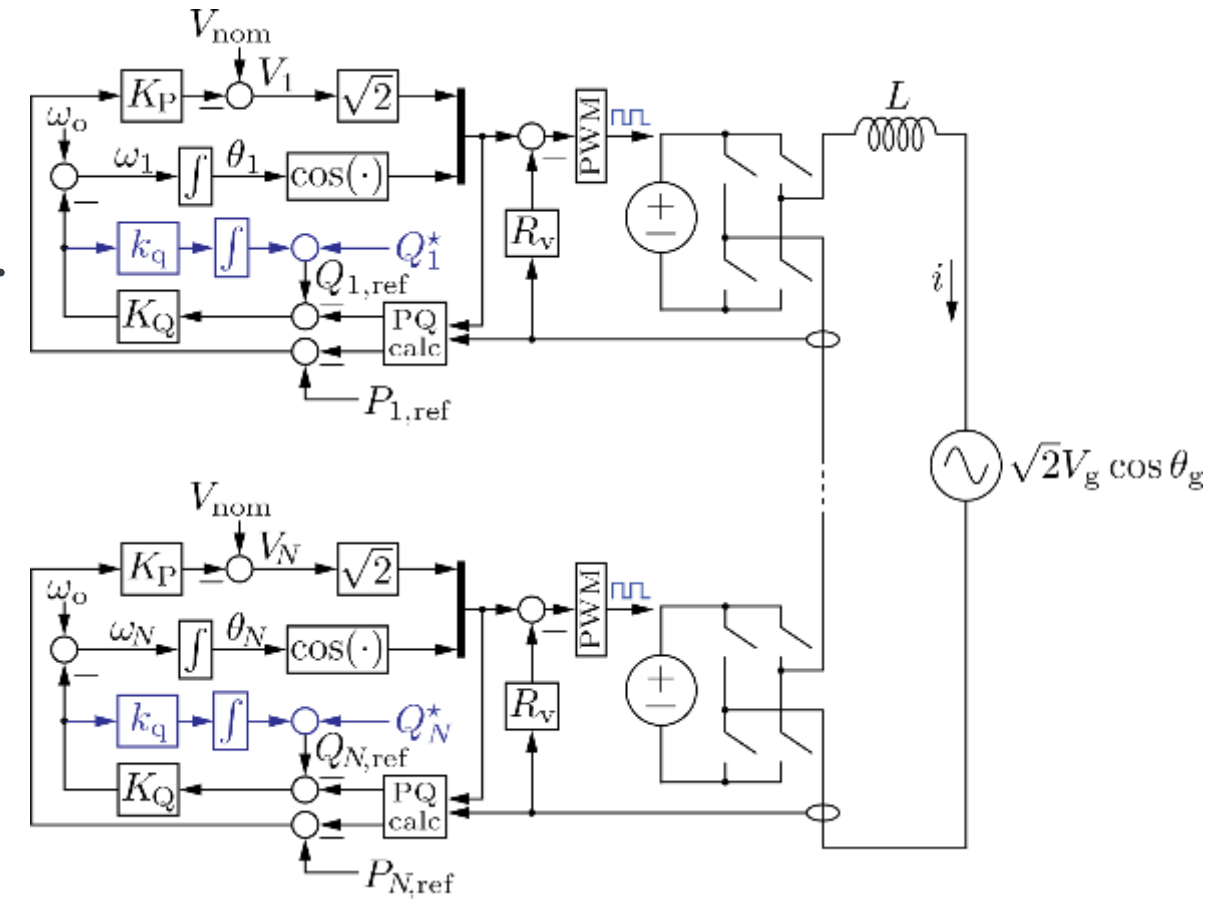 V_nom
K_P − V_1 √2
ω_o
ω_1 ∫ θ_1 cos(·)
−
k_q ∫ Q_1^⋆
Q_1,ref
K_Q − PQ calc
−
P_1,ref
R_v
− PWM
+
−
L
i
√2V_g cos θ_g
V_nom
K_P − V_N √2
ω_o
ω_N ∫ θ_N cos(·)
−
k_q ∫ Q_N^⋆
Q_N,ref
K_Q − PQ calc
−
P_N,ref
R_v
− PWM
+
−